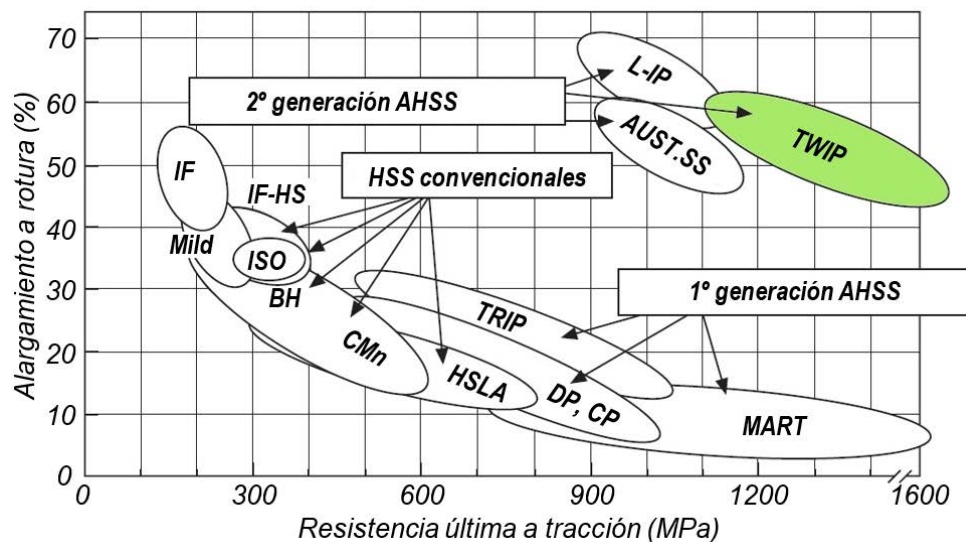 70
60
50
40
30
20
10
0
Alargamiento a rotura (%)
L-IP
2º generación AHSS
TWIP
AUST.SS
IF
HSS convencionales
IF-HS
Mild
ISO
BH
1º generación AHSS
TRIP
CMn
HSLA
DP, CP
MART
0
300
600
900
1200
1600
Resistencia última a tracción (MPa)